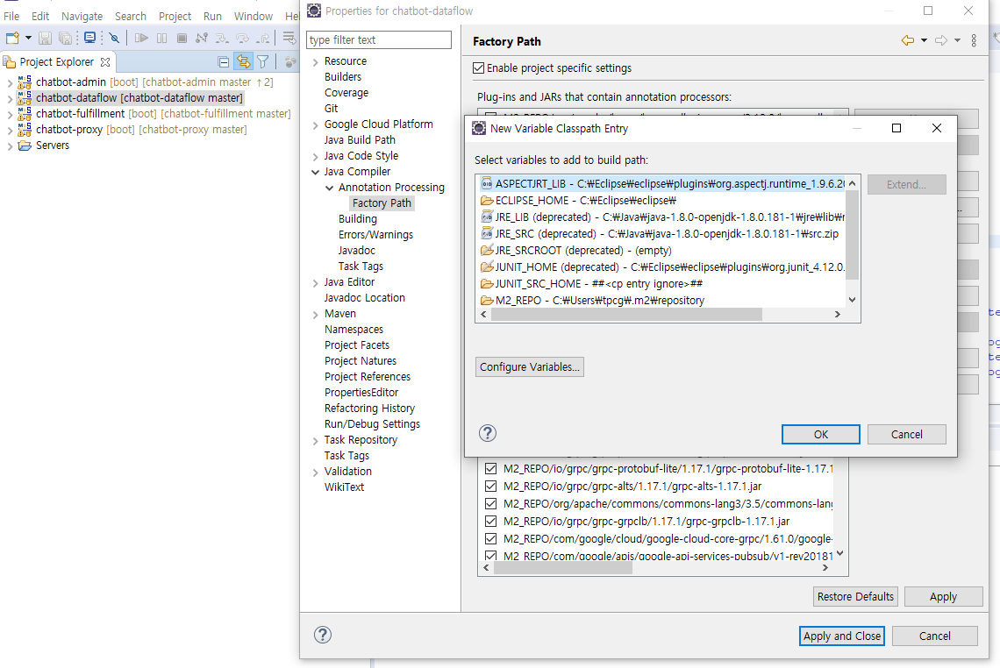 Properties for chatbot-dataflow
File Edit Navigate Search Project Run Window Hel
type filter text
Factory Path
Project Explorer
Enable project specific settings
Plug-ins and JARs that contain annotation processors:
chatbot-admin [boot] [chatbot-admin master ↑2]
chatbot-dataflow [chatbot-dataflow master]
chatbot-fulfillment [boot] [chatbot-fulfillment master]
chatbot-proxy [boot] [chatbot-proxy master]
Servers
Resource
Builders
Coverage
Git
Google Cloud Platform
Java Build Path
Java Code Style
Java Compiler
Annotation Processing
Factory Path
Building
Errors/Warnings
Javadoc
Task Tags
Java Editor
Javadoc Location
Maven
Namespaces
Project Facets
Project Natures
Project References
PropertiesEditor
Refactoring History
Run/Debug Settings
Task Repository
Task Tags
Validation
WikiText
New Variable Classpath Entry
Select variables to add to build path:
ASPECTJRT_LIB - C:₩Eclipse₩eclipse₩plugins₩org.aspectj.runtime_1.9.6.20
ECLIPSE_HOME - C:₩Eclipse₩eclipse₩
JRE_LIB (deprecated) - C:₩Java₩java-1.8.0-openjdk-1.8.0.181-1₩jre₩lib₩r
JRE_SRC (deprecated) - C:₩Java₩java-1.8.0-openjdk-1.8.0.181-1₩src.zip
JRE_SRCROOT (deprecated) - (empty)
JUNIT_HOME (deprecated) - C:₩Eclipse₩eclipse₩plugins₩org.junit_4.12.0.
JUNIT_SRC_HOME - ##<cp entry ignore>##
M2_REPO - C:₩Users₩tpcg₩.m2₩repository
Extend...
Configure Variables...
OK
Cancel
M2_REPO/io/grpc/grpc-protobuf-lite/1.17.1/grpc-protobuf-lite-1.17.1
M2_REPO/io/grpc/grpc-alts/1.17.1/grpc-alts-1.17.1.jar
M2_REPO/org/apache/commons/commons-lang3/3.5/commons-lang
M2_REPO/io/grpc/grpc-grpclb/1.17.1/grpc-grpclb-1.17.1.jar
M2_REPO/com/google/cloud/google-cloud-core-grpc/1.61.0/google-
M2_REPO/com/google/apis/google-api-services-pubsub/v1-rev20181
Restore Defaults
Apply
Apply and Close
Cancel
te
og
te
og